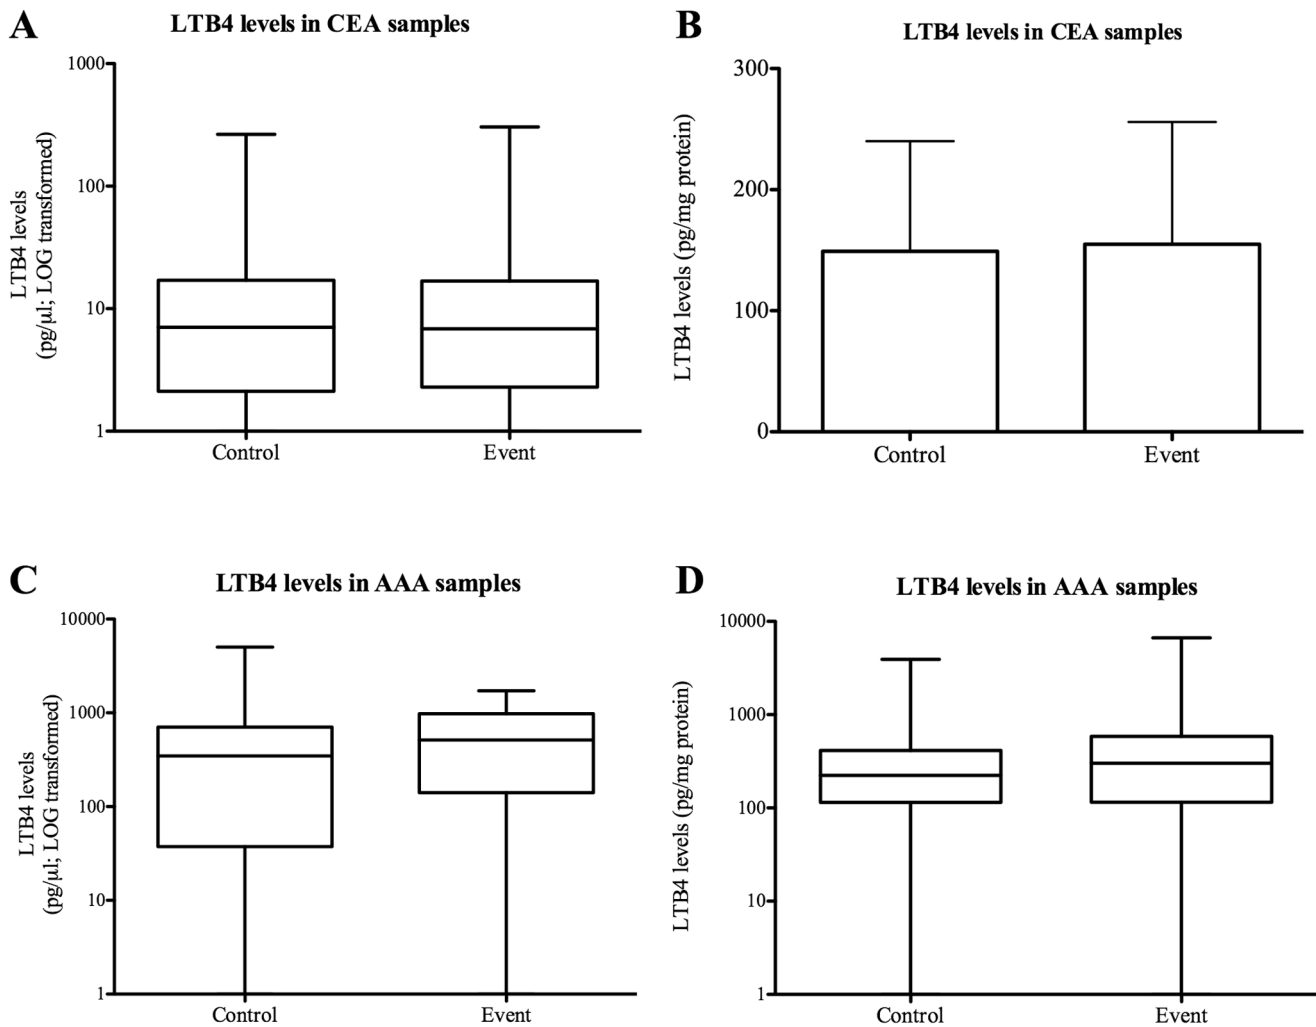 A
LTB4 levels in CEA samples
1000
100
10
1
LTB4 levels
(pg/µl; LOG transformed)
Control
Event
B
LTB4 levels in CEA samples
300
200
100
0
LTB4 levels (pg/mg protein)
Control
Event
C
LTB4 levels in AAA samples
10000
1000
100
10
1
LTB4 levels
(pg/µl; LOG transformed)
Control
Event
D
LTB4 levels in AAA samples
10000
1000
100
10
1
LTB4 levels (pg/mg protein)
Control
Event